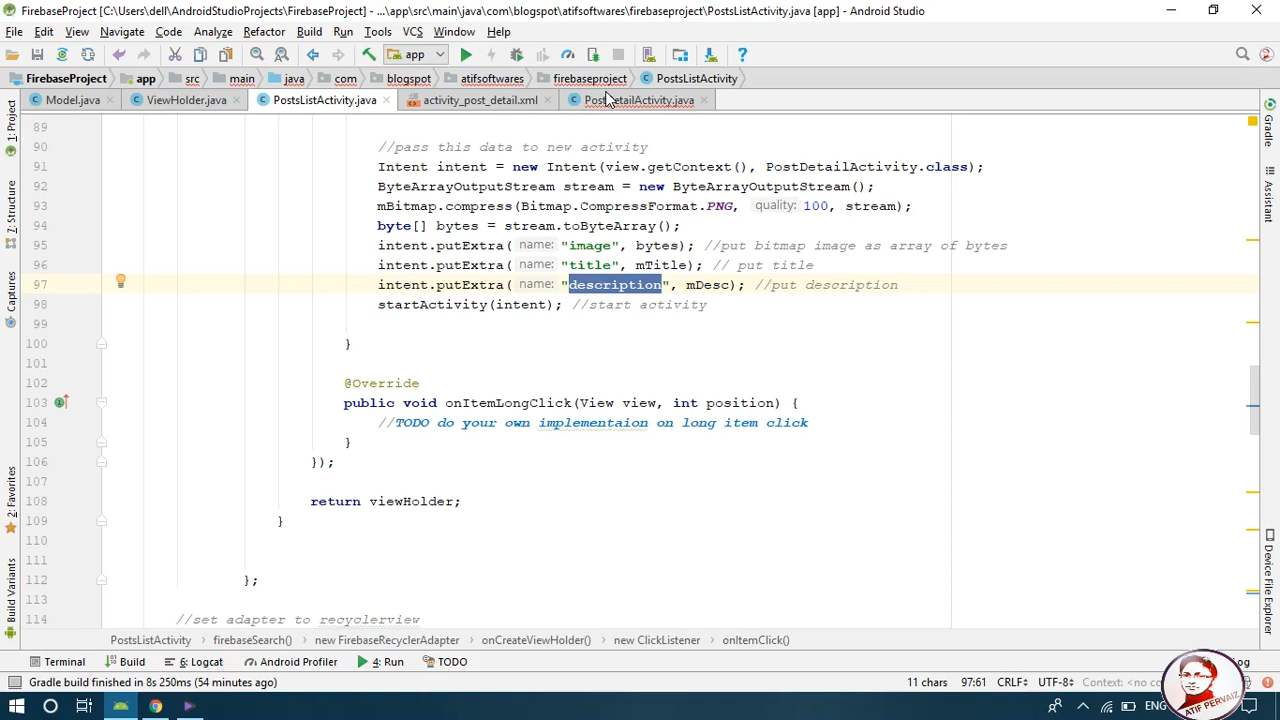 FirebaseProject [C:\Users\dell\AndroidStudioProjects\FirebaseProject] - ...\app\src\main\java\com\blogspot\atifsoftwares\firebaseproject\PostsListActivity.java [app] - Android Studio
File Edit View Navigate Code Analyze Refactor Build Run Tools VCS Window Help
app
FirebaseProject app src main java com blogspot atifsoftwares firebaseproject PostsListActivity
Model.java ViewHolder.java PostsListActivity.java activity_post_detail.xml PostDetailActivity.java
1: Project
Z: Structure
Captures
2: Favorites
Build Variants
89
90 //pass this data to new activity
91 Intent intent = new Intent(view.getContext(), PostDetailActivity.class);
92 ByteArrayOutputStream stream = new ByteArrayOutputStream();
93 mBitmap.compress(Bitmap.CompressFormat.PNG, quality: 100, stream);
94 byte[] bytes = stream.toByteArray();
95 intent.putExtra( name: "image", bytes); //put bitmap image as array of bytes
96 intent.putExtra( name: "title", mTitle); // put title
97 intent.putExtra( name: "description", mDesc); //put description
98 startActivity(intent); //start activity
99
100 }
101
102 @Override
103 public void onItemLongClick(View view, int position) {
104 //TODO do your own implementaion on long item click
105 }
106 });
107
108 return viewHolder;
109 }
110
111
112 };
113
114 //set adapter to recyclerview
Gradle
Assistant
Device File Explorer
PostsListActivity firebaseSearch() new FirebaseRecyclerAdapter onCreateViewHolder() new ClickListener onItemClick()
Terminal Build 6: Logcat Android Profiler 4: Run TODO
Gradle build finished in 8s 250ms (54 minutes ago) 11 chars 97:61 CRLF UTF-8 Context: <no c
ENG
ATIF PERVAIZ